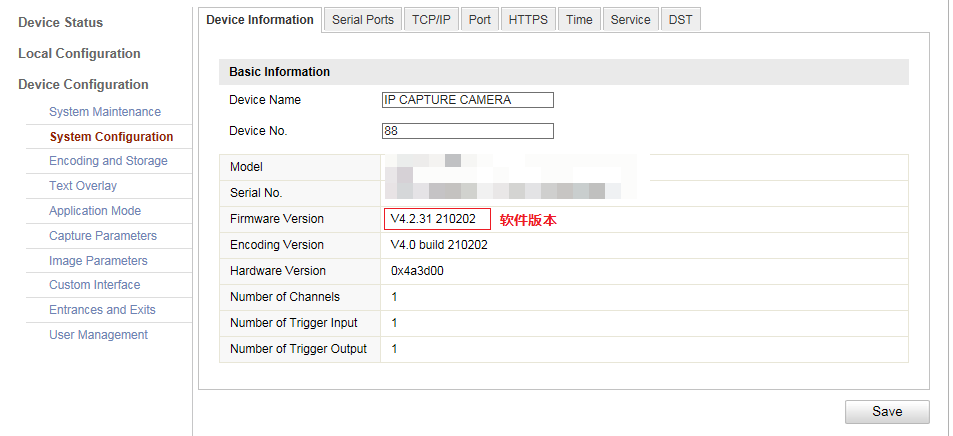 Device Status
Local Configuration
Device Configuration
System Maintenance
System Configuration
Encoding and Storage
Text Overlay
Application Mode
Capture Parameters
Image Parameters
Custom Interface
Entrances and Exits
User Management
Device Information Serial Ports TCP/IP Port HTTPS Time Service DST
Basic Information
Device Name IP CAPTURE CAMERA
Device No. 88
Model
Serial No.
Firmware Version V4.2.31 210202 软件版本
Encoding Version V4.0 build 210202
Hardware Version 0x4a3d00
Number of Channels 1
Number of Trigger Input 1
Number of Trigger Output 1
Save